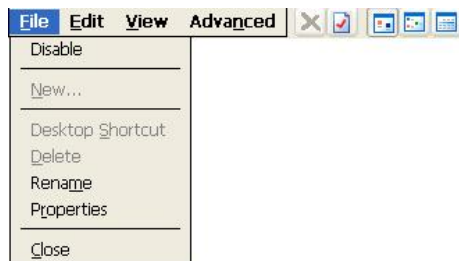 File Edit View Advanced
Disable
New...
Desktop Shortcut
Delete
Rename
Properties
Close